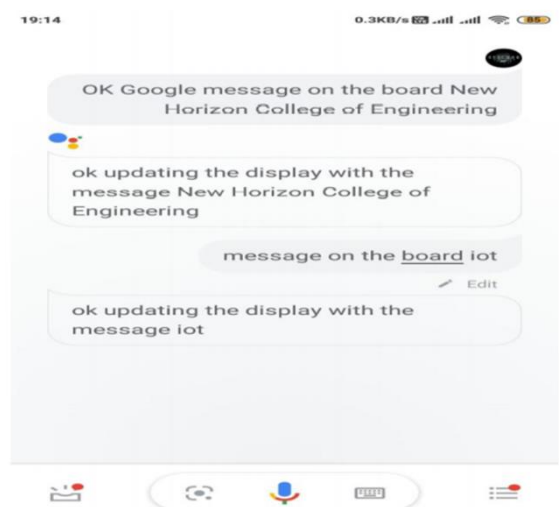 19:14 0.3KB/s 85
OK Google message on the board New
Horizon College of Engineering
ok updating the display with the
message New Horizon College of
Engineering
message on the board iot
Edit
ok updating the display with the
message iot